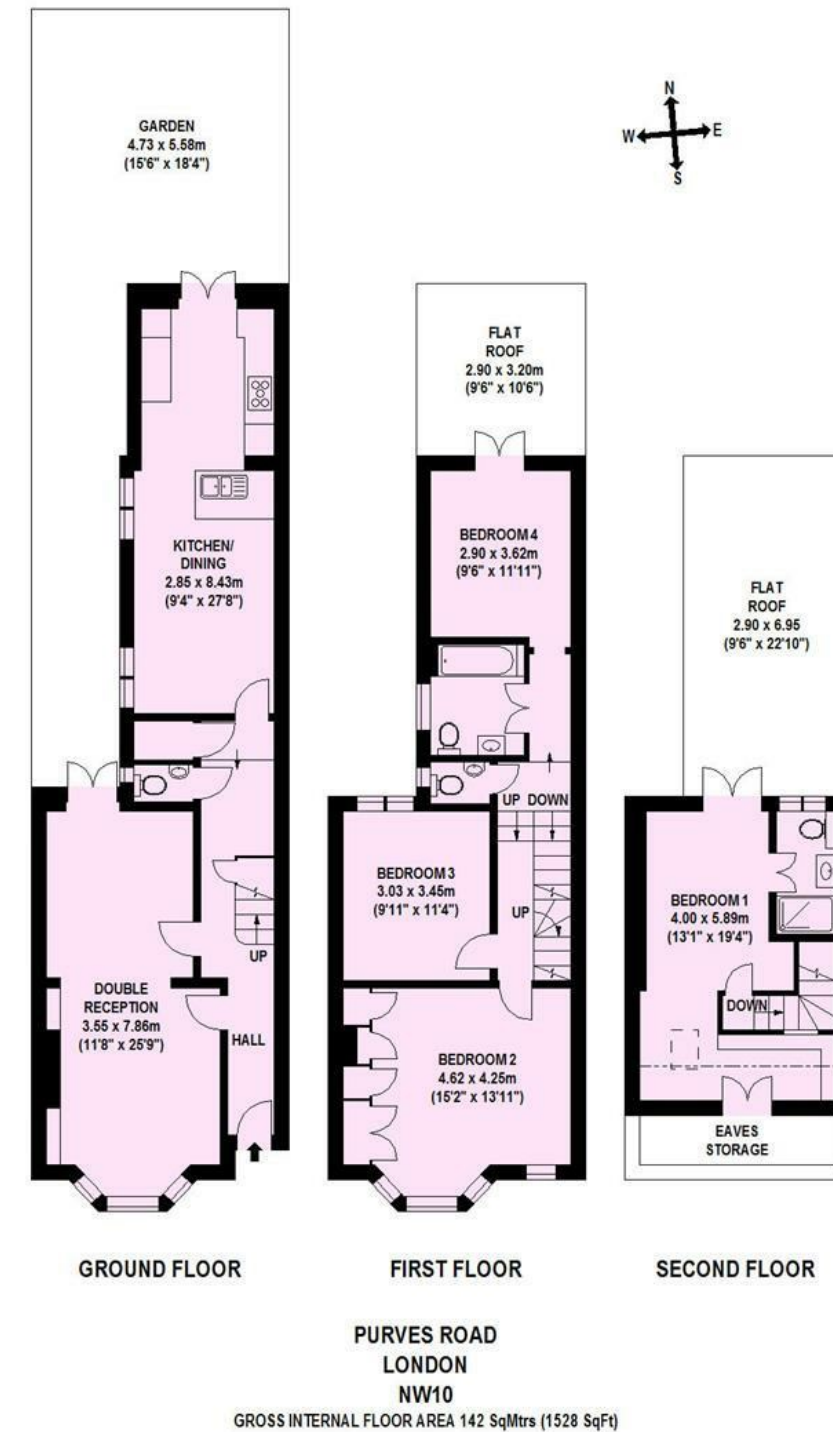 GARDEN
4.73 x 5.58m
(15'6" x 18'4")
N
W
E
S
KITCHEN/
DINING
2.85 x 8.43m
(9'4" x 27'8")
UP
DOUBLE
RECEPTION
3.55 x 7.86m
(11'8" x 25'9")
HALL
GROUND FLOOR
FLAT
ROOF
2.90 x 3.20m
(9'6" x 10'6")
BEDROOM 4
2.90 x 3.62m
(9'6" x 11'11")
UP DOWN
BEDROOM 3
3.03 x 3.45m
(9'11" x 11'4")
UP
BEDROOM 2
4.62 x 4.25m
(15'2" x 13'11")
FIRST FLOOR
FLAT
ROOF
2.90 x 6.95
(9'6" x 22'10")
BEDROOM 1
4.00 x 5.89m
(13'1" x 19'4")
DOWN
EAVES
STORAGE
SECOND FLOOR
PURVES ROAD
LONDON
NW10
GROSS INTERNAL FLOOR AREA 142 SqMtrs (1528 SqFt)